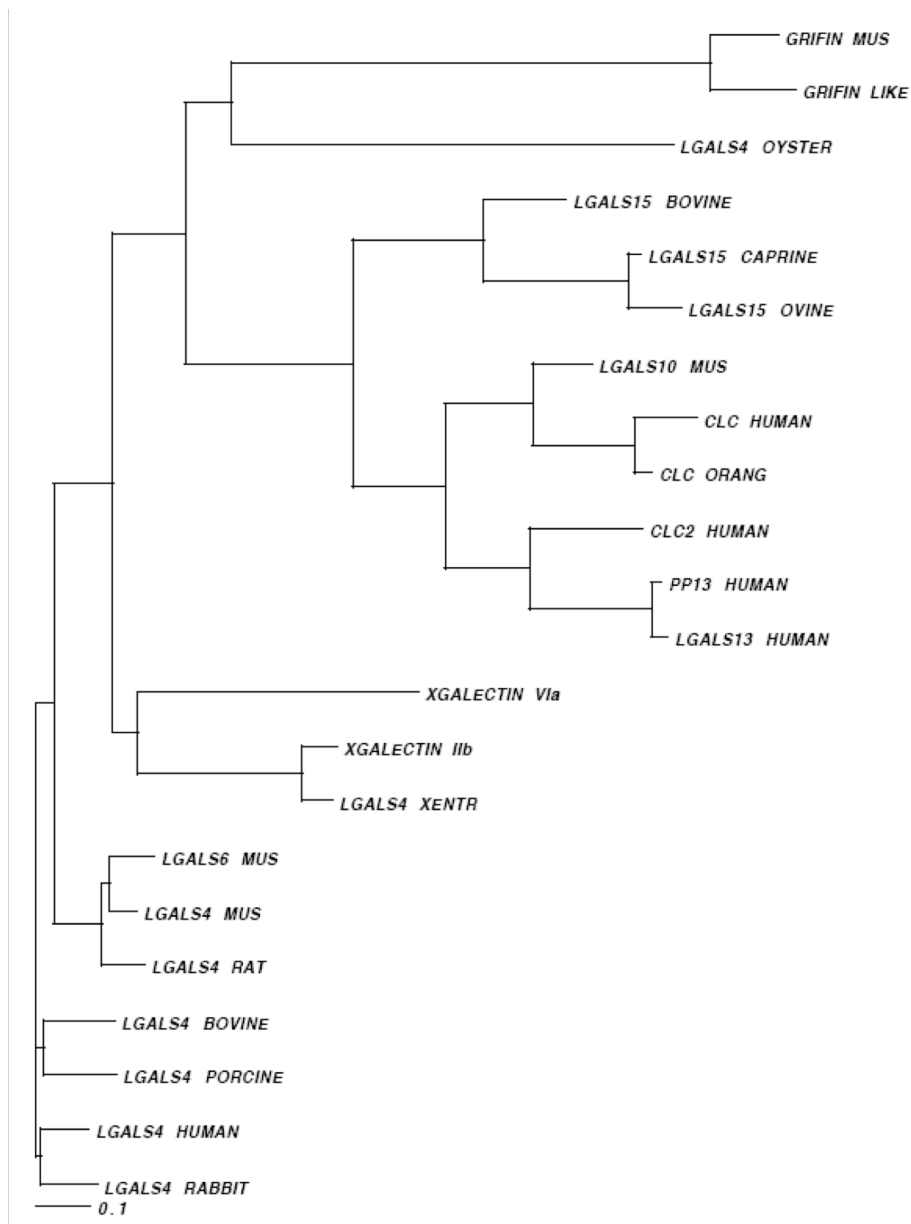 GRIFIN MUS
GRIFIN LIKE
LGALS4 OYSTER
LGALS15 BOVINE
LGALS15 CAPRINE
LGALS15 OVINE
LGALS10 MUS
CLC HUMAN
CLC ORANG
CLC2 HUMAN
PP13 HUMAN
LGALS13 HUMAN
XGALECTIN VIa
XGALECTIN IIb
LGALS4 XENTR
LGALS6 MUS
LGALS4 MUS
LGALS4 RAT
LGALS4 BOVINE
LGALS4 PORCINE
LGALS4 HUMAN
LGALS4 RABBIT
0.1